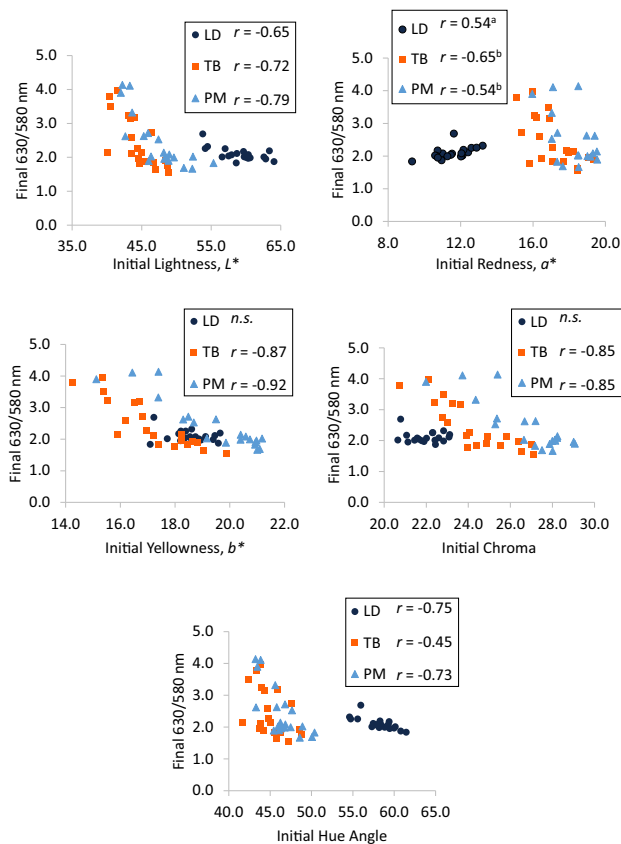 LD r = -0.65
TB r = -0.72
PM r = -0.79
5.0
4.0
3.0
2.0
1.0
0.0
Final 630/580 nm
35.0 45.0 55.0 65.0
Initial Lightness, L*
LD r = 0.54a
TB r = -0.65b
PM r = -0.54b
5.0
4.0
3.0
2.0
1.0
0.0
Final 630/580 nm
8.0 12.0 16.0 20.0
Initial Redness, a*
LD n.s.
TB r = -0.87
PM r = -0.92
5.0
4.0
3.0
2.0
1.0
0.0
Final 630/580 nm
14.0 16.0 18.0 20.0 22.0
Initial Yellowness, b*
LD n.s.
TB r = -0.85
PM r = -0.85
5.0
4.0
3.0
2.0
1.0
0.0
Final 630/580 nm
20.0 22.0 24.0 26.0 28.0 30.0
Initial Chroma
LD r = -0.75
TB r = -0.45
PM r = -0.73
5.0
4.0
3.0
2.0
1.0
0.0
Final 630/580 nm
40.0 45.0 50.0 55.0 60.0 65.0
Initial Hue Angle